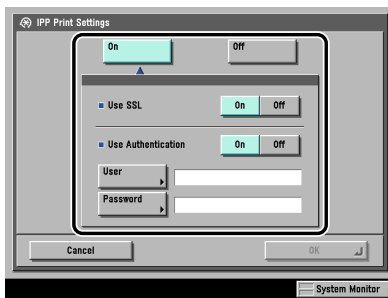 IPP Print Settings
On Off
Use SSL On Off
Use Authentication On Off
User
Password
Cancel OK
System Monitor